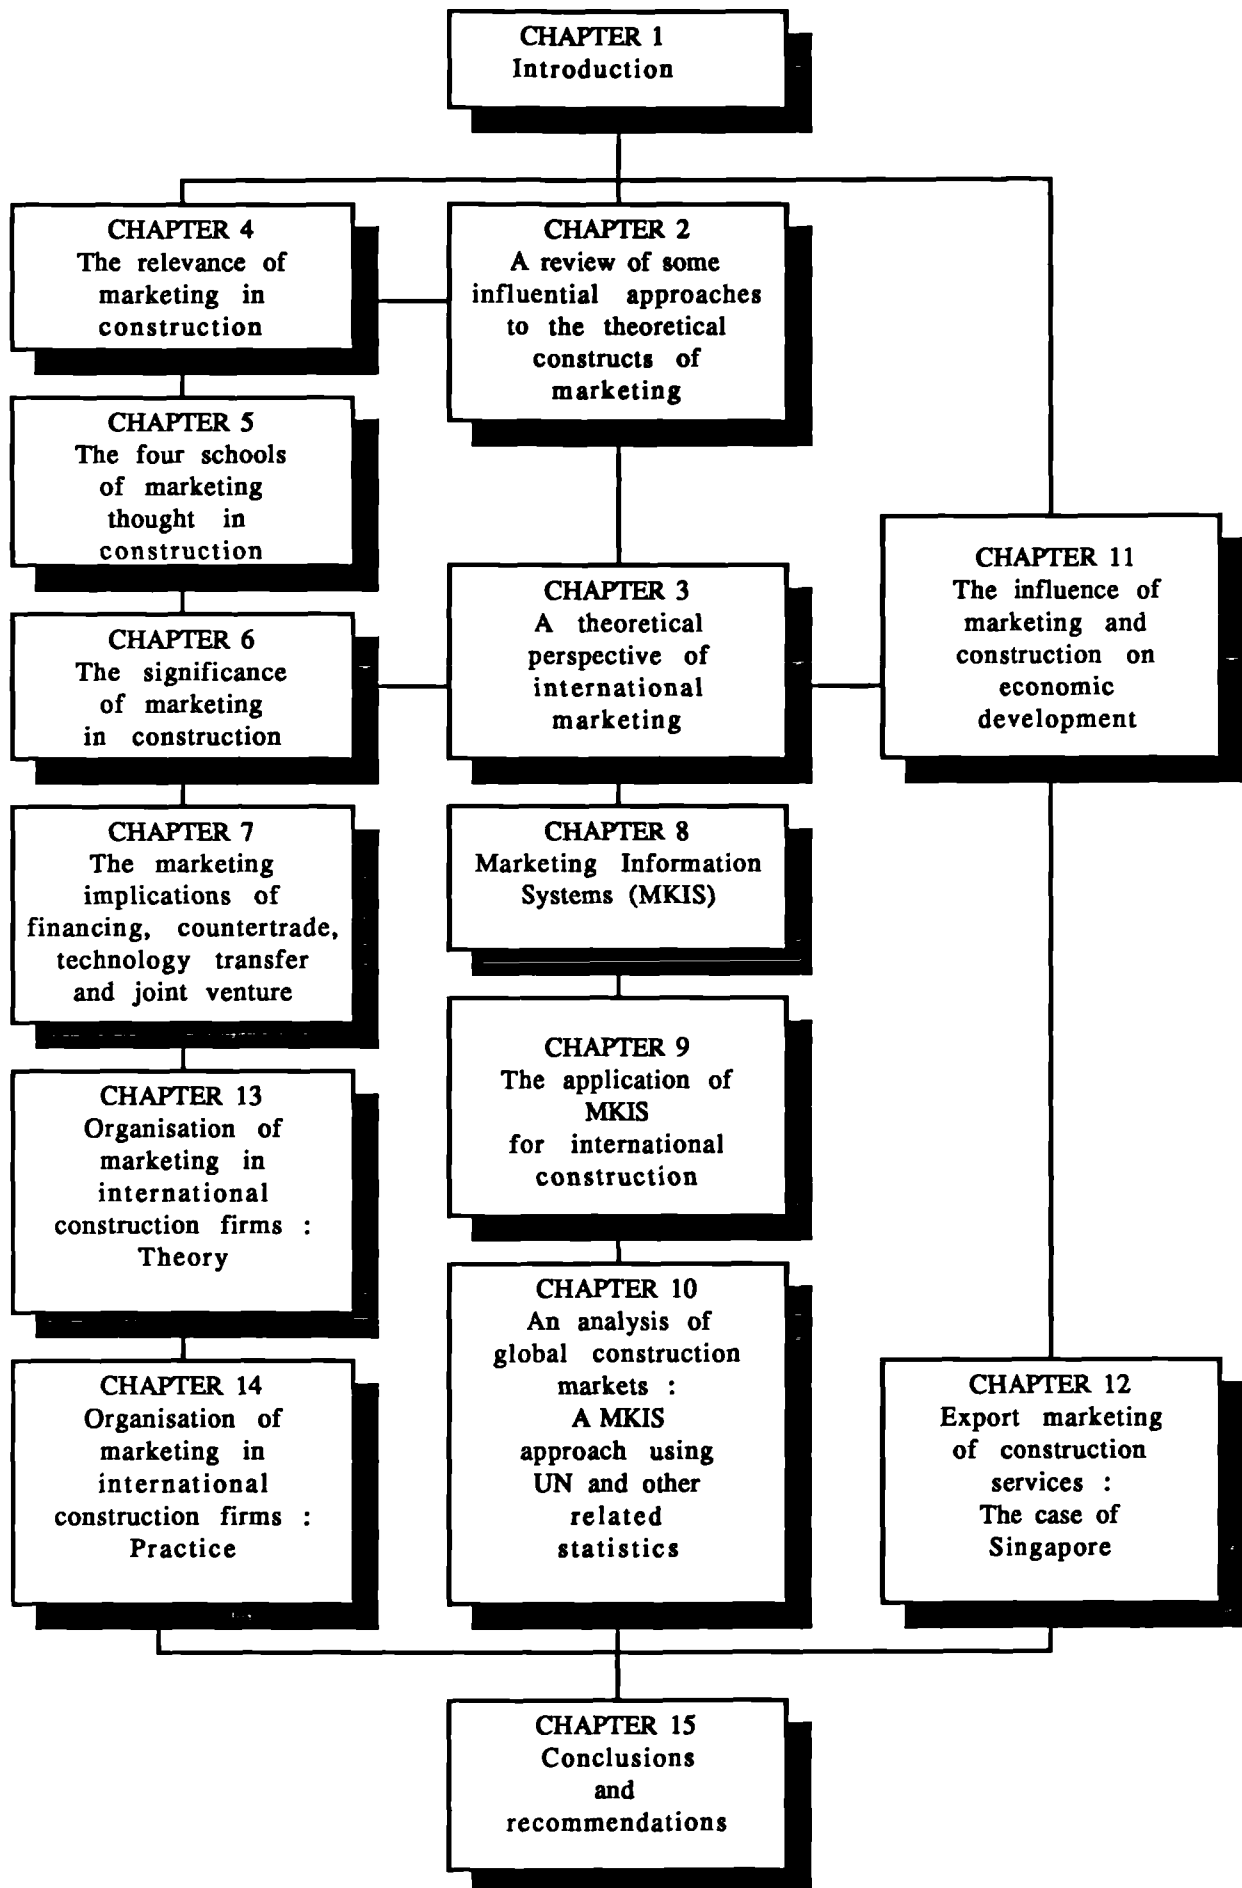 CHAPTER 1
Introduction
CHAPTER 4
The relevance of
marketing in
construction
CHAPTER 2
A review of some
influential approaches
to the theoretical
constructs of
marketing
CHAPTER 5
The four schools
of marketing
thought in
construction
CHAPTER 11
The influence of
marketing and
construction on
economic
development
CHAPTER 3
A theoretical
perspective of
international
marketing
CHAPTER 6
The significance
of marketing
in construction
CHAPTER 7
The marketing
implications of
financing, countertrade,
technology transfer
and joint venture
CHAPTER 8
Marketing Information
Systems (MKIS)
CHAPTER 9
The application of
MKIS
for international
construction
CHAPTER 13
Organisation of
marketing in
international
construction firms :
Theory
CHAPTER 10
An analysis of
global construction
markets :
A MKIS
approach using
UN and other
related
statistics
CHAPTER 14
Organisation of
marketing in
international
construction firms :
Practice
CHAPTER 12
Export marketing
of construction
services :
The case of
Singapore
CHAPTER 15
Conclusions
and
recommendations